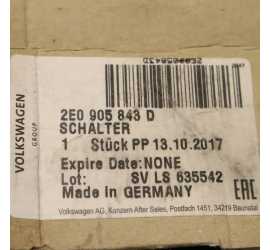 2E0905843D
VOLKSWAGEN
GROUP
2E0 905 843 D
SCHALTER
1 Stück PP 13.10.2017
Expire Date: NONE
Lot: SV LS 635542
Made in GERMANY
EAC
Volkswagen AG, Konzern After Sales, Postfach 1451, 34219 Baunatal